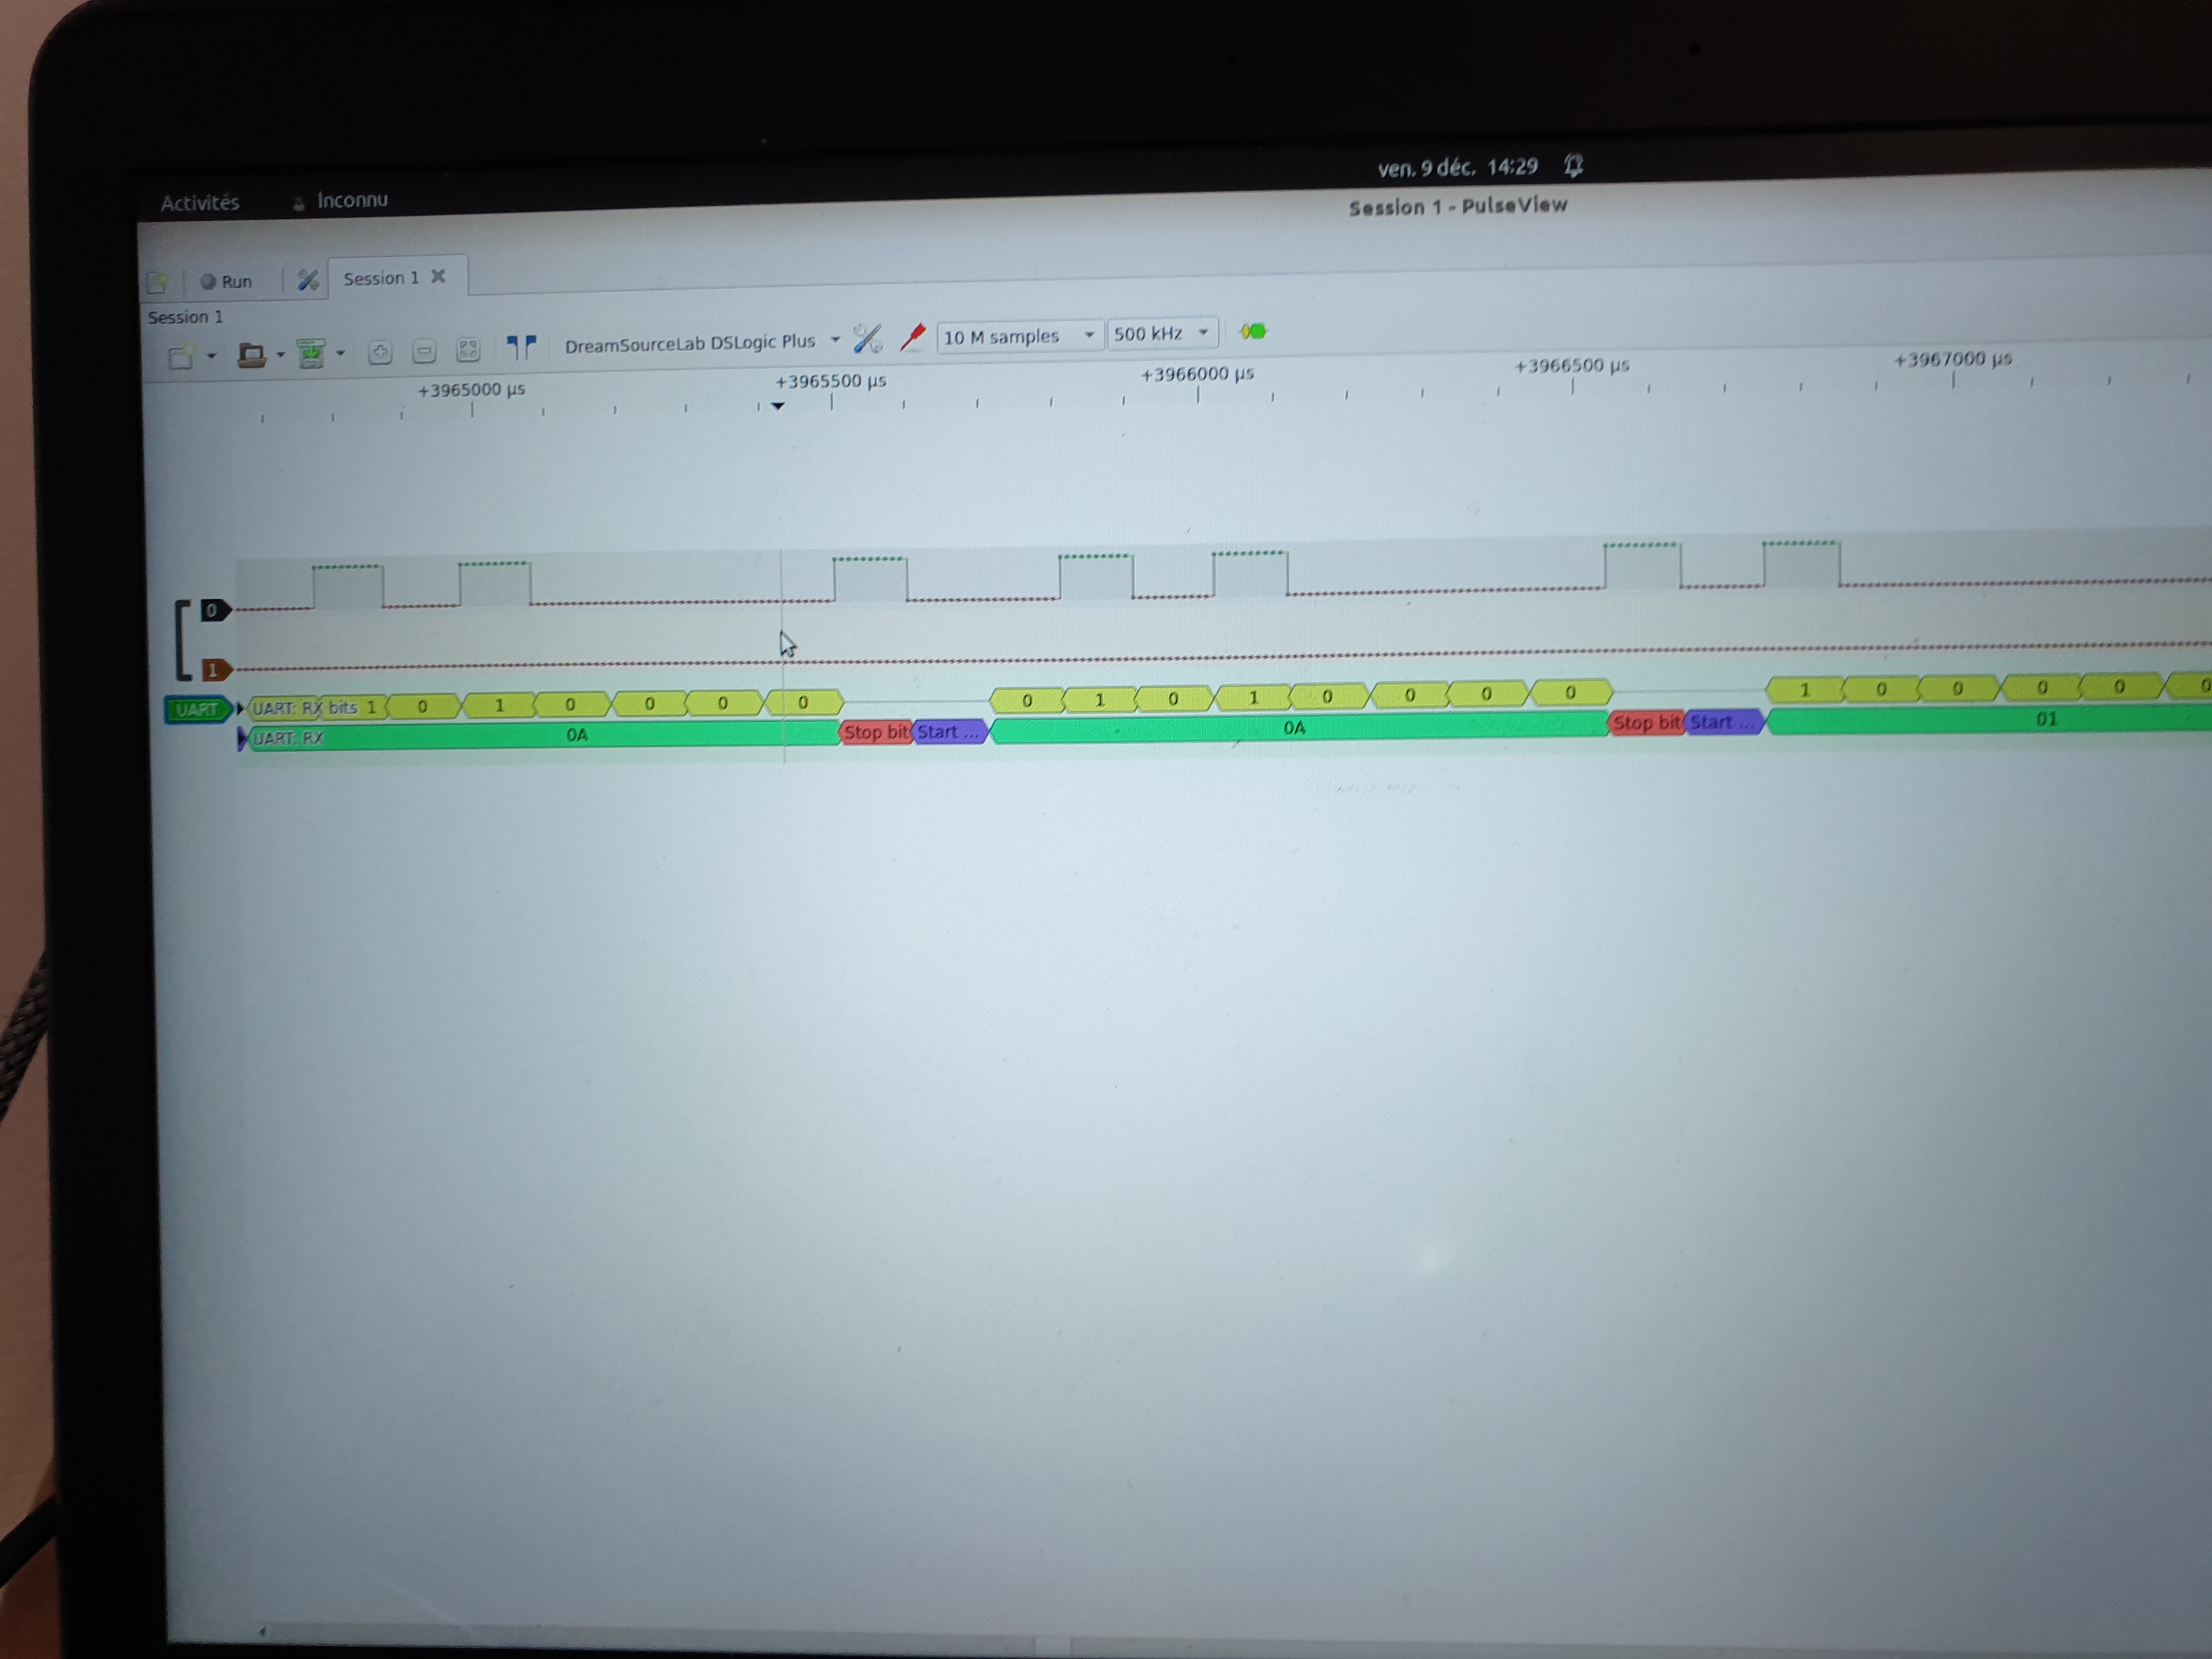 ven. 9 déc. 14:29
Activités Inconnu
Session 1 - PulseView
Run Session 1
Session 1
DreamSourceLab DSLogic Plus 10 M samples 500 kHz
+3965000 µs +3965500 µs +3966000 µs +3966500 µs +3967000 µs
0
1
UART UART: RX bits 1 0 1 0 0 0 0 0 1 0 1 0 0 0 0 1 0 0 0 0 0
UART: RX 0A Stop bit Start ... 0A Stop bit Start ... 01